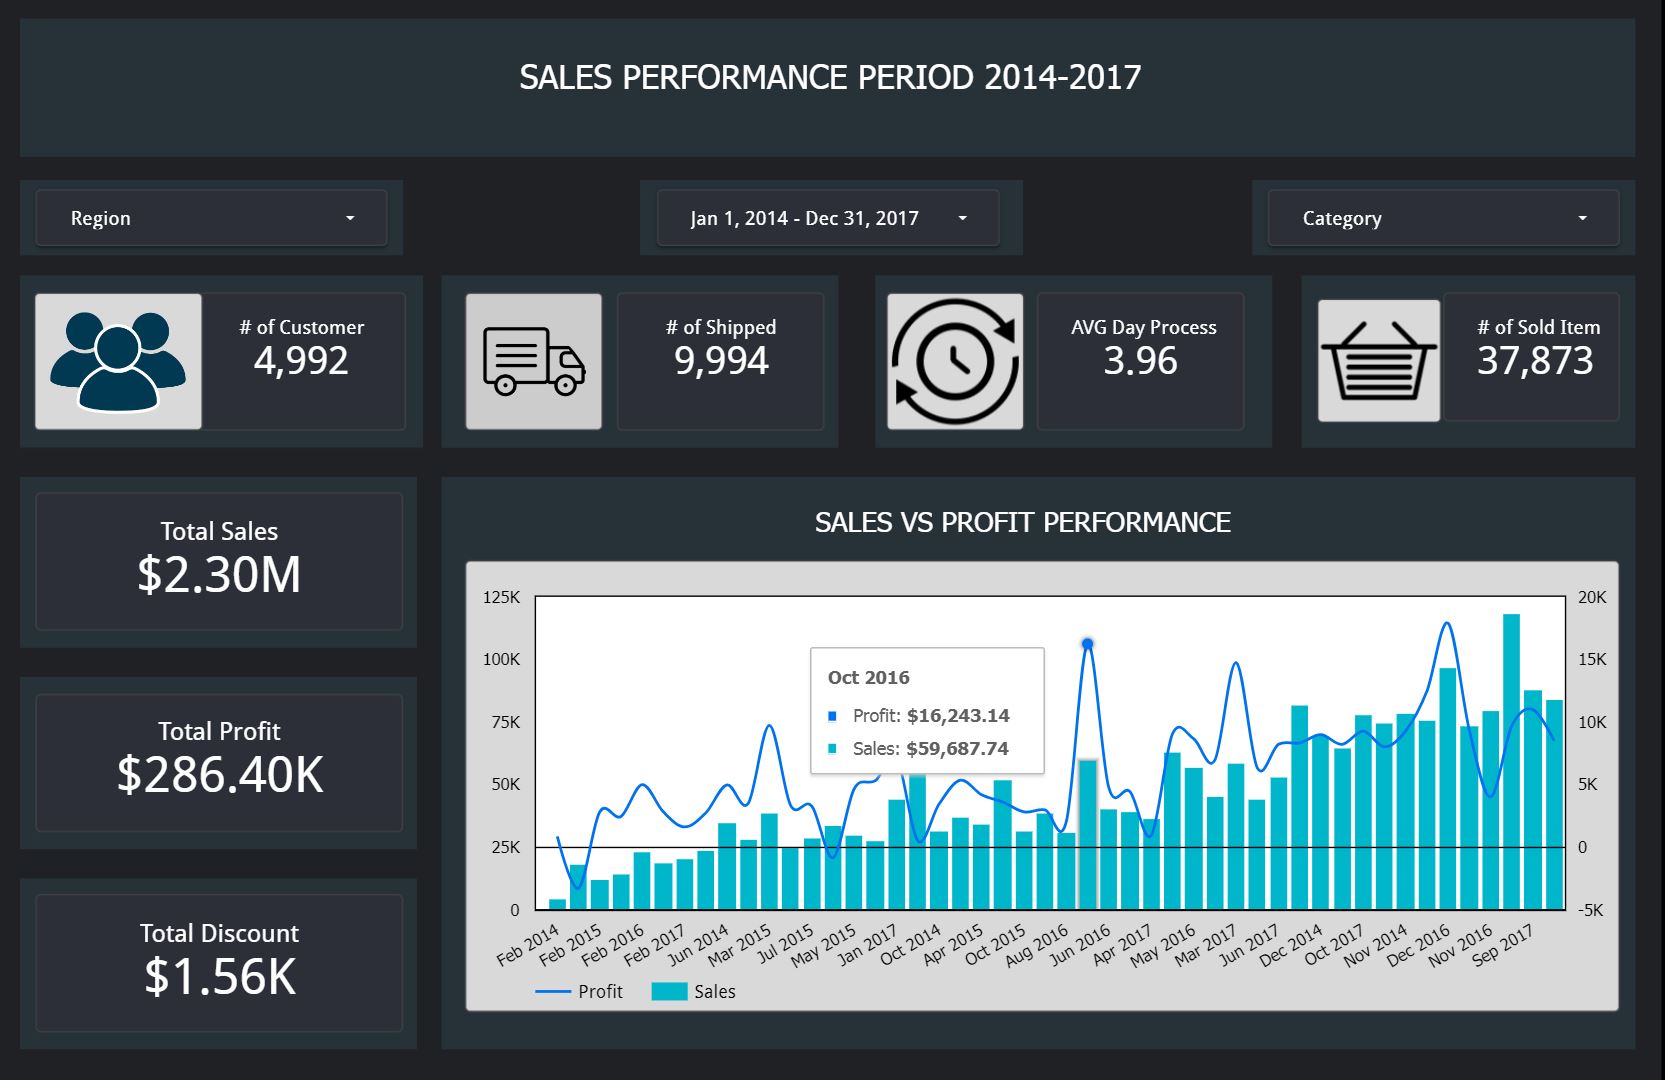 SALES PERFORMANCE PERIOD 2014-2017
Region
Jan 1, 2014 - Dec 31, 2017
Category
# of Customer
4,992
# of Shipped
9,994
AVG Day Process
3.96
# of Sold Item
37,873
Total Sales
$2.30M
Total Profit
$286.40K
Total Discount
$1.56K
SALES VS PROFIT PERFORMANCE
125K
100K
75K
50K
25K
0
20K
15K
10K
5K
0
-5K
Oct 2016
Profit: $16,243.14
Sales: $59,687.74
Feb 2014
Feb 2015
Feb 2016
Feb 2017
Jun 2014
Mar 2015
Jul 2015
May 2015
Jan 2017
Oct 2014
Apr 2015
Oct 2015
Aug 2016
Jun 2016
Apr 2017
May 2016
Mar 2017
Jun 2017
Dec 2014
Oct 2017
Nov 2014
Dec 2016
Nov 2016
Sep 2017
Profit
Sales